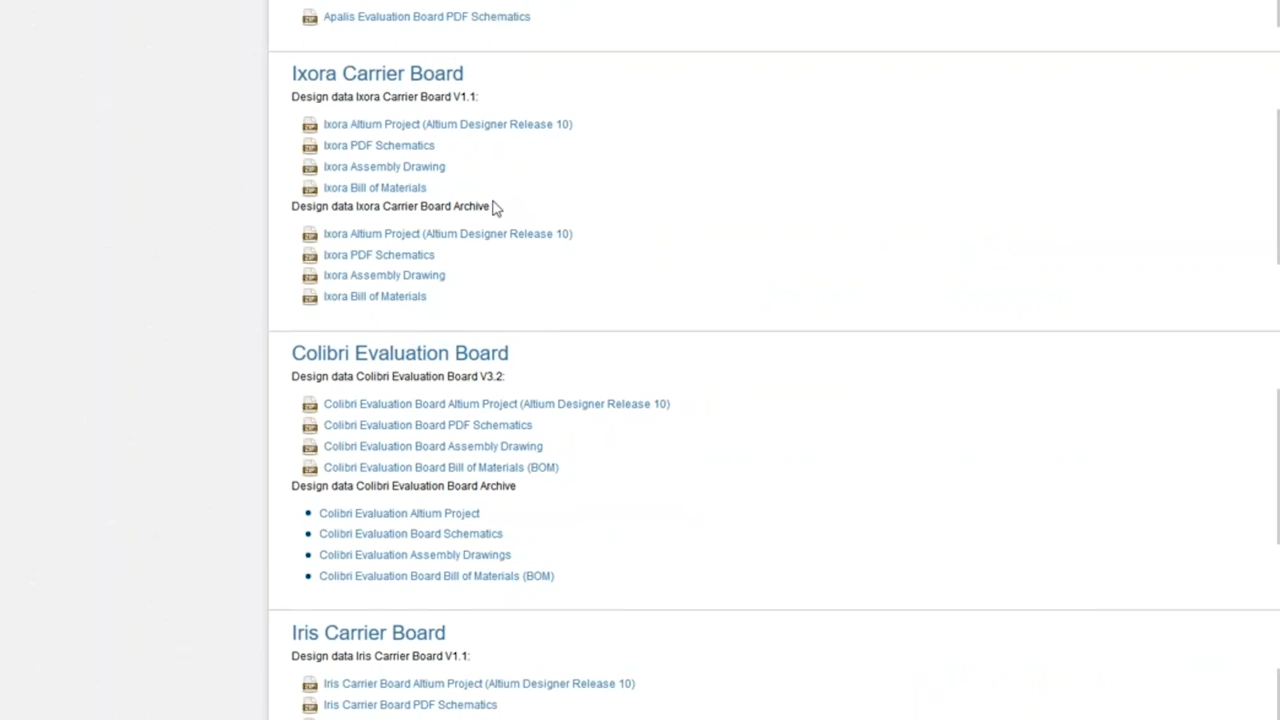 Apalis Evaluation Board PDF Schematics
Ixora Carrier Board
Design data Ixora Carrier Board V1.1:
Ixora Altium Project (Altium Designer Release 10)
Ixora PDF Schematics
Ixora Assembly Drawing
Ixora Bill of Materials
Design data Ixora Carrier Board Archive
Ixora Altium Project (Altium Designer Release 10)
Ixora PDF Schematics
Ixora Assembly Drawing
Ixora Bill of Materials
Colibri Evaluation Board
Design data Colibri Evaluation Board V3.2:
Colibri Evaluation Board Altium Project (Altium Designer Release 10)
Colibri Evaluation Board PDF Schematics
Colibri Evaluation Board Assembly Drawing
Colibri Evaluation Board Bill of Materials (BOM)
Design data Colibri Evaluation Board Archive
Colibri Evaluation Altium Project
Colibri Evaluation Board Schematics
Colibri Evaluation Assembly Drawings
Colibri Evaluation Board Bill of Materials (BOM)
Iris Carrier Board
Design data Iris Carrier Board V1.1:
Iris Carrier Board Altium Project (Altium Designer Release 10)
Iris Carrier Board PDF Schematics